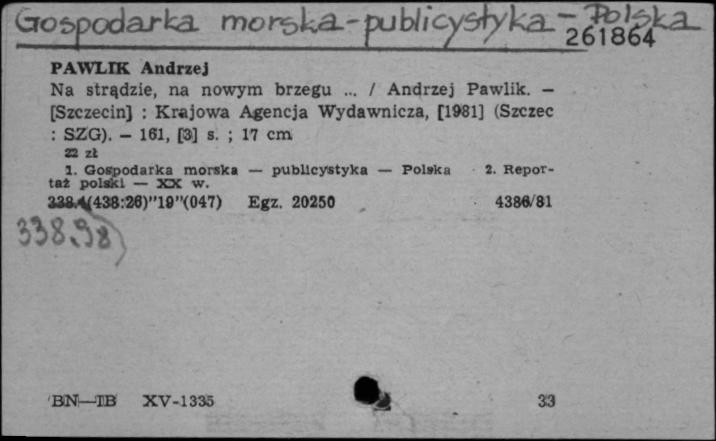 Gospodarka morska - publicystyka - Polska
261864
PAWLIK Andrzej
Na strądzie, na nowym brzegu ... / Andrzej Pawlik. —
[Szczecin] : Krajowa Agencja Wydawnicza, [1981] (Szczec
: SZG). — 161, [3] s. ; 17 cm
22 zł
1. Gospodarka morska — publicystyka — Polska 2. Repor-
taż polski — XX w.
338.4(438:26)"19"(047) Egz. 20250 4386/81
338.98)
BN—IB XV-1335 33